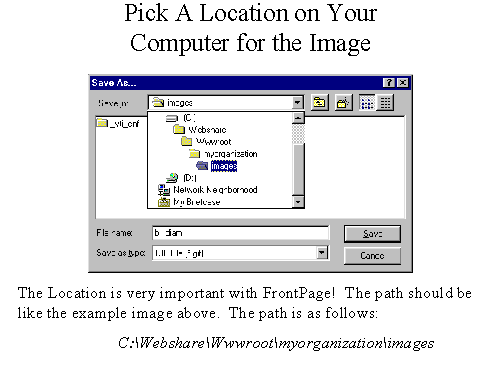 Pick A Location on Your
Computer for the Image
Save As...
Save in:
images
_vti_cnf
(C:)
Webshare
Wwwroot
myorganization
images
(D:)
Network Neighborhood
My Briefcase
File name:
Save
Save as type:
Cancel
The Location is very important with FrontPage! The path should be
like the example image above. The path is as follows:
C:\Webshare\Wwwroot\myorganization\images